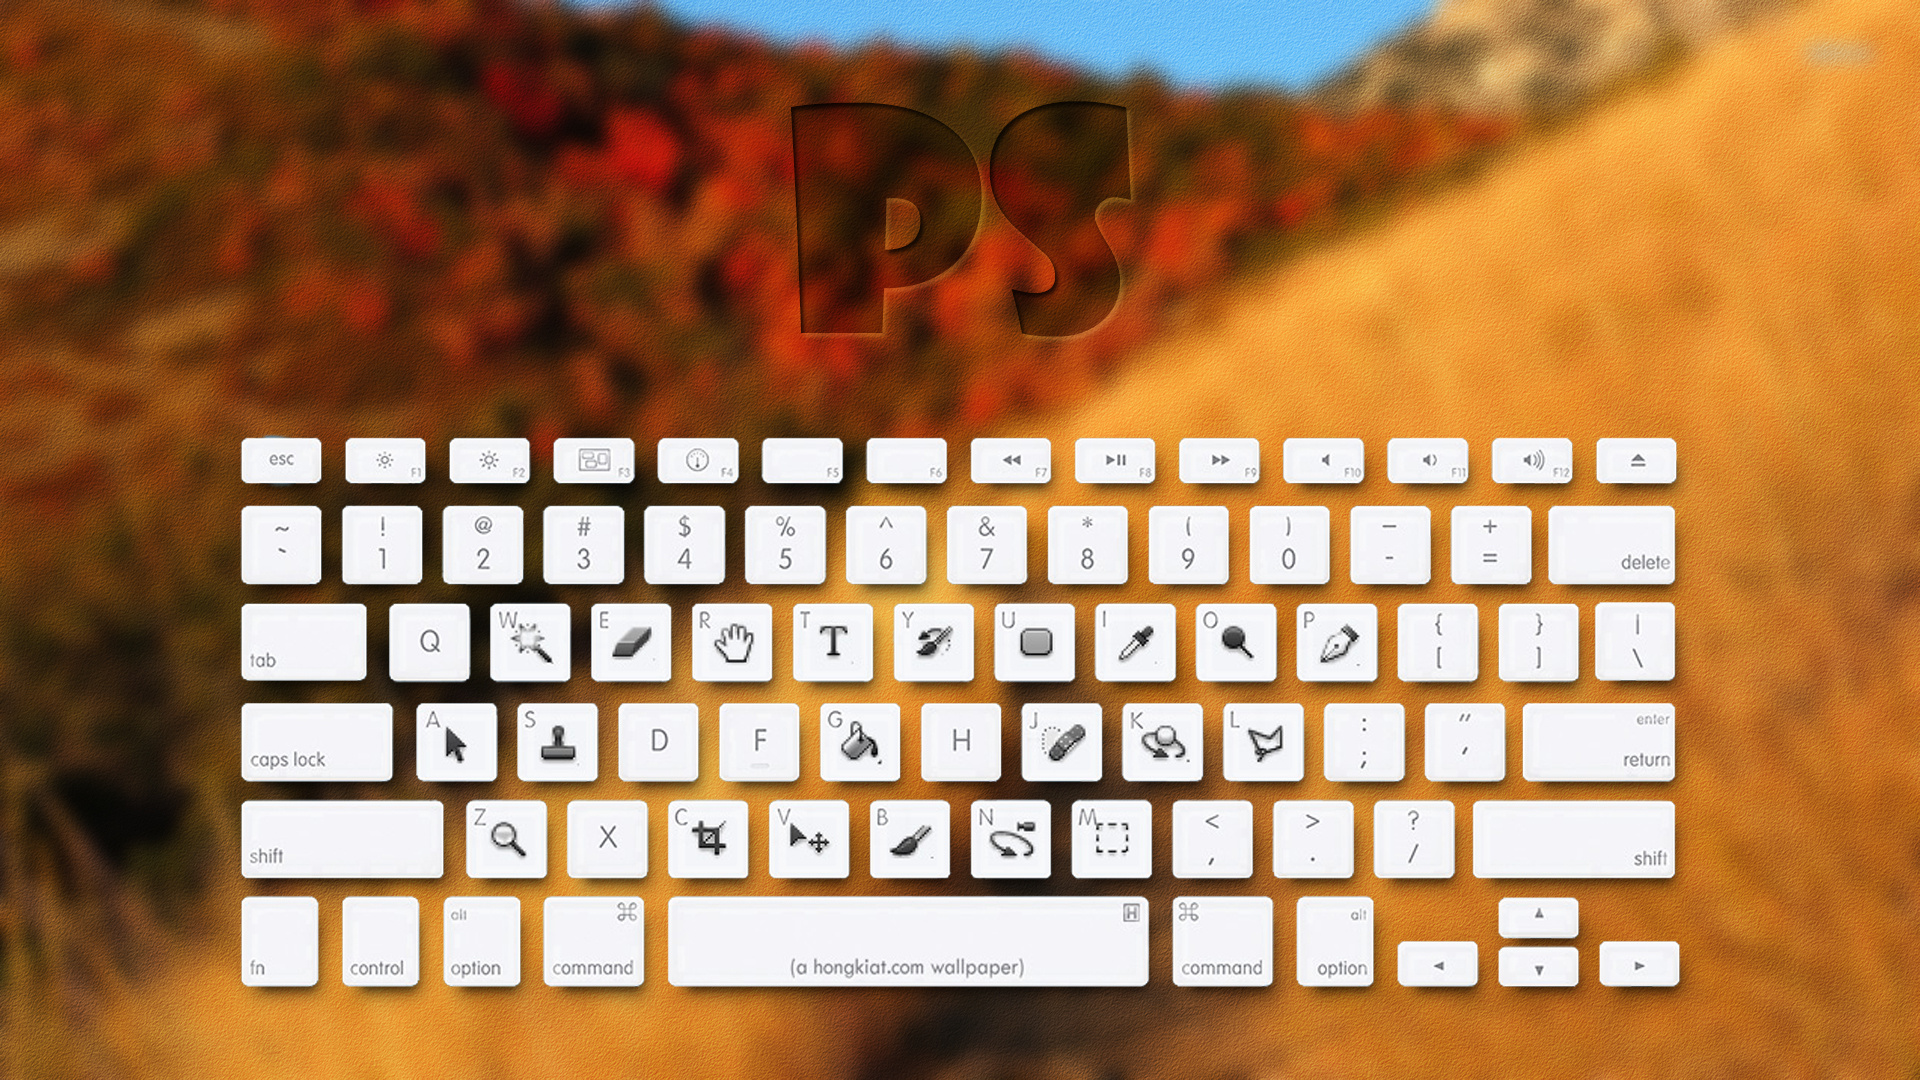 PS
esc F1 F2 F3 F4 F5 F6 F7 F8 F9 F10 F11 F12
~ ! @ # $ % ^ & * ( ) – +
` 1 2 3 4 5 6 7 8 9 0 - = delete
tab Q W E R T Y U I O P { } |
[ ] \
caps lock A S D F G H J K L : " enter
; ' return
shift Z X C V B N M < > ? shift
, . /
alt ⌘ H ⌘ alt
fn control option command (a hongkiat.com wallpaper) command option